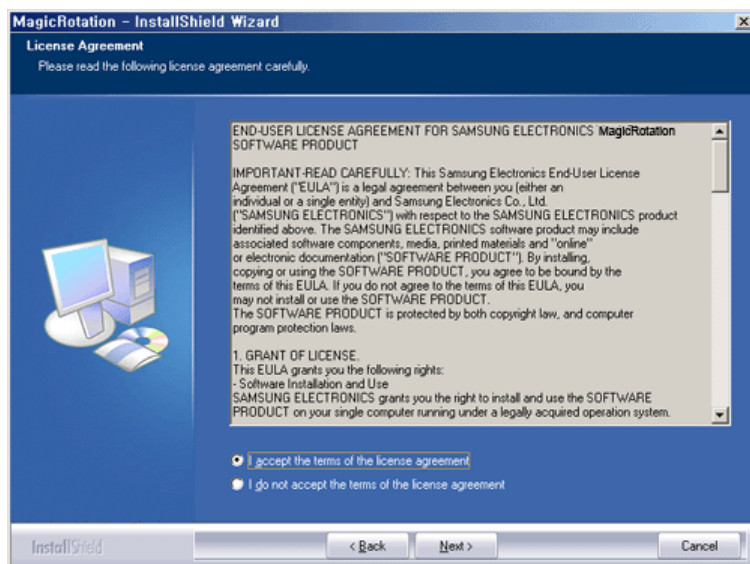 MagicRotation - InstallShield Wizard
License Agreement
Please read the following license agreement carefully.
END-USER LICENSE AGREEMENT FOR SAMSUNG ELECTRONICS MagicRotation
SOFTWARE PRODUCT
IMPORTANT-READ CAREFULLY: This Samsung Electronics End-User License
Agreement ("EULA") is a legal agreement between you (either an
individual or a single entity) and Samsung Electronics Co., Ltd.
("SAMSUNG ELECTRONICS") with respect to the SAMSUNG ELECTRONICS product
identified above. The SAMSUNG ELECTRONICS software product may include
associated software components, media, printed materials and "online"
or electronic documentation ("SOFTWARE PRODUCT"). By installing,
copying or using the SOFTWARE PRODUCT, you agree to be bound by the
terms of this EULA. If you do not agree to the terms of this EULA, you
may not install or use the SOFTWARE PRODUCT.
The SOFTWARE PRODUCT is protected by both copyright law, and computer
program protection laws.
1. GRANT OF LICENSE.
This EULA grants you the following rights:
- Software Installation and Use
SAMSUNG ELECTRONICS grants you the right to install and use the SOFTWARE
PRODUCT on your single computer running under a legally acquired operation system.
I accept the terms of the license agreement
I do not accept the terms of the license agreement
InstallShield
< Back
Next >
Cancel